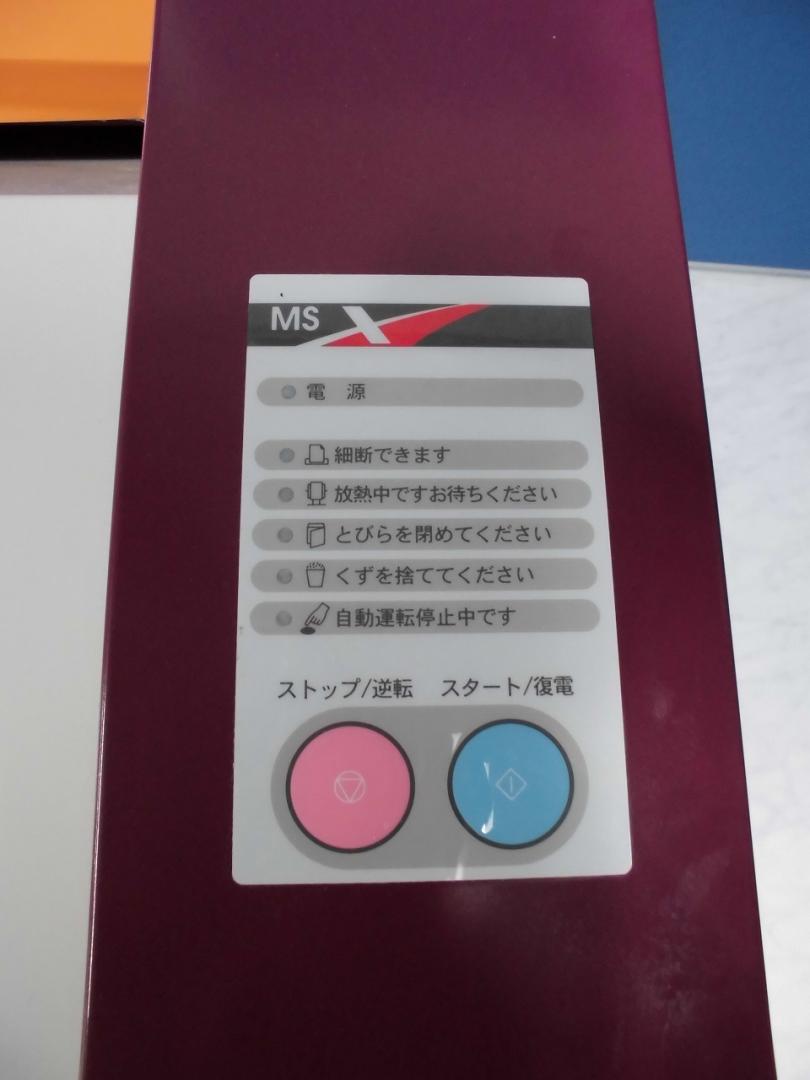 MS X
電 源
細断できます
放熱中ですお待ちください
とびらを閉めてください
くずを捨ててください
自動運転停止中です
ストップ/逆転 スタート/復電